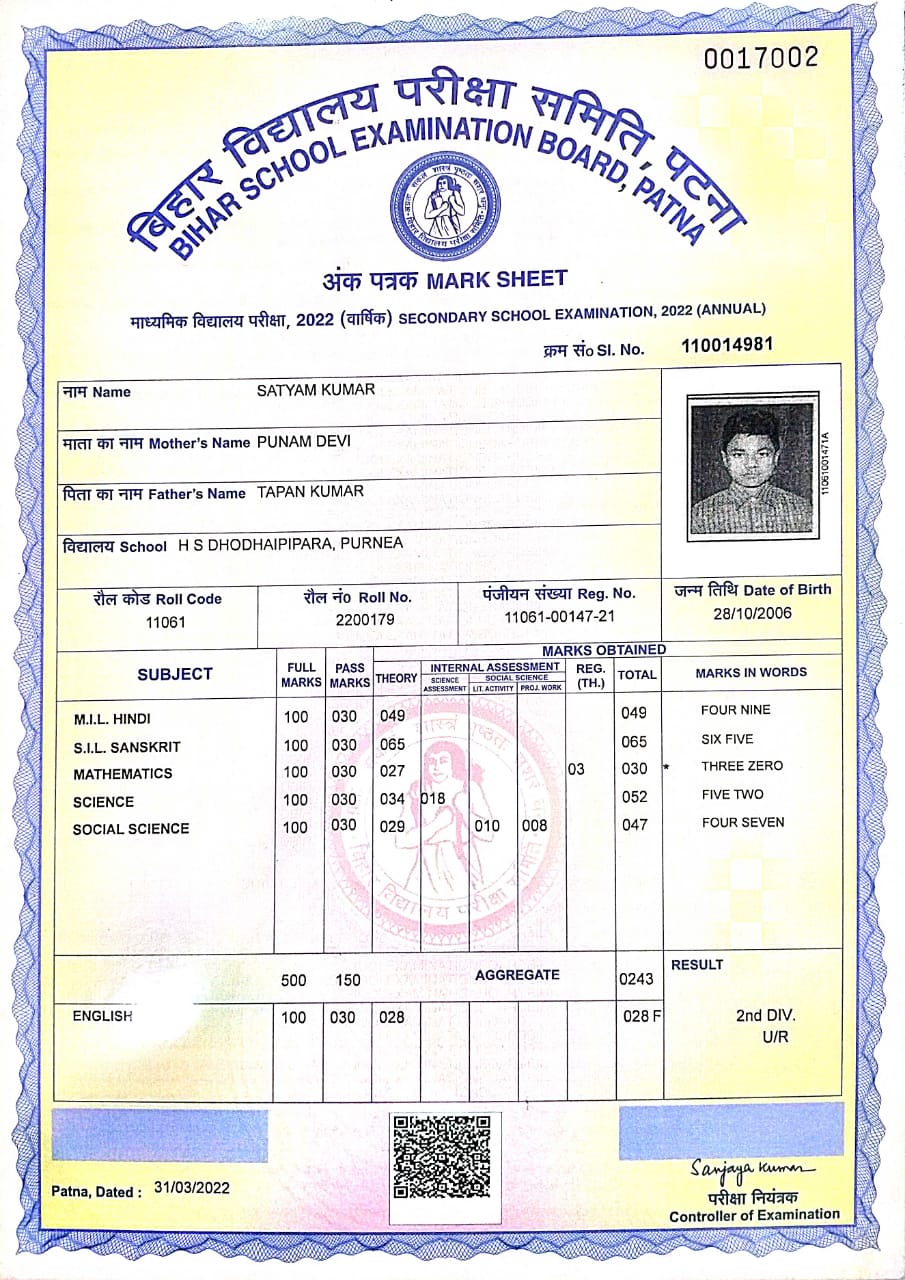 0017002
बिहार विद्यालय परीक्षा समिति, पटना
BIHAR SCHOOL EXAMINATION BOARD, PATNA
अंक पत्रक MARK SHEET
माध्यमिक विद्यालय परीक्षा, 2022 (वार्षिक) SECONDARY SCHOOL EXAMINATION, 2022 (ANNUAL)
क्रम सं० Sl. No. 110014981
नाम Name SATYAM KUMAR
माता का नाम Mother's Name PUNAM DEVI
पिता का नाम Father's Name TAPAN KUMAR
विद्यालय School H S DHODHAIPIPARA, PURNEA
11061001471A
रौल कोड Roll Code रौल नं० Roll No. पंजीयन संख्या Reg. No. जन्म तिथि Date of Birth
11061 2200179 11061-00147-21 28/10/2006
MARKS OBTAINED
SUBJECT FULL MARKS PASS MARKS THEORY INTERNAL ASSESSMENT REG. (TH.) TOTAL MARKS IN WORDS
SCIENCE ASSESSMENT SOCIAL SCIENCE LIT. ACTIVITY PROJ. WORK
M.I.L. HINDI 100 030 049 049 FOUR NINE
S.I.L. SANSKRIT 100 030 065 065 SIX FIVE
MATHEMATICS 100 030 027 03 030 * THREE ZERO
SCIENCE 100 030 034 018 052 FIVE TWO
SOCIAL SCIENCE 100 030 029 010 008 047 FOUR SEVEN
500 150 AGGREGATE 0243 RESULT
ENGLISH 100 030 028 028 F 2nd DIV.
U/R
Sanjaya Kumar
Patna, Dated : 31/03/2022
परीक्षा नियंत्रक
Controller of Examination